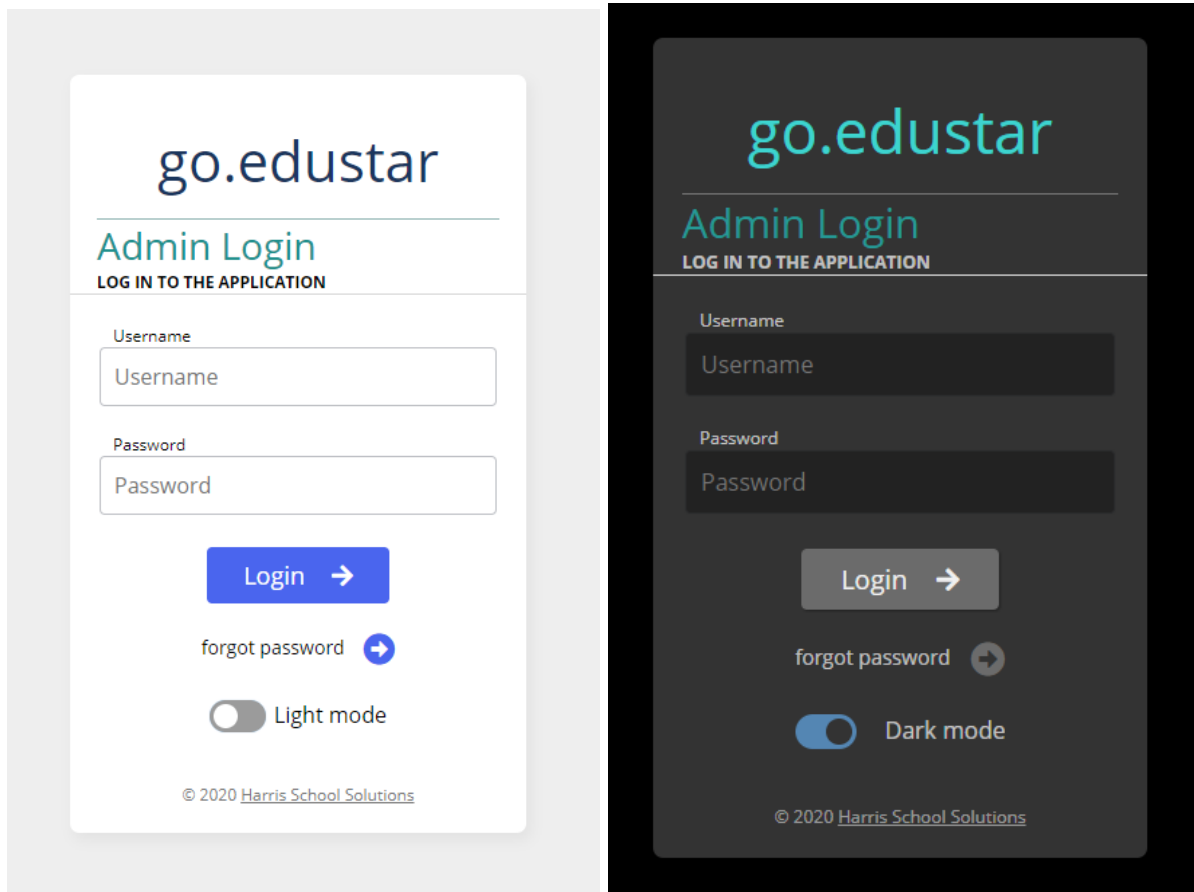 go.edustar
Admin Login
LOG IN TO THE APPLICATION
Username
Username
Password
Password
Login
forgot password
Light mode
© 2020 Harris School Solutions
go.edustar
Admin Login
LOG IN TO THE APPLICATION
Username
Username
Password
Password
Login
forgot password
Dark mode
© 2020 Harris School Solutions